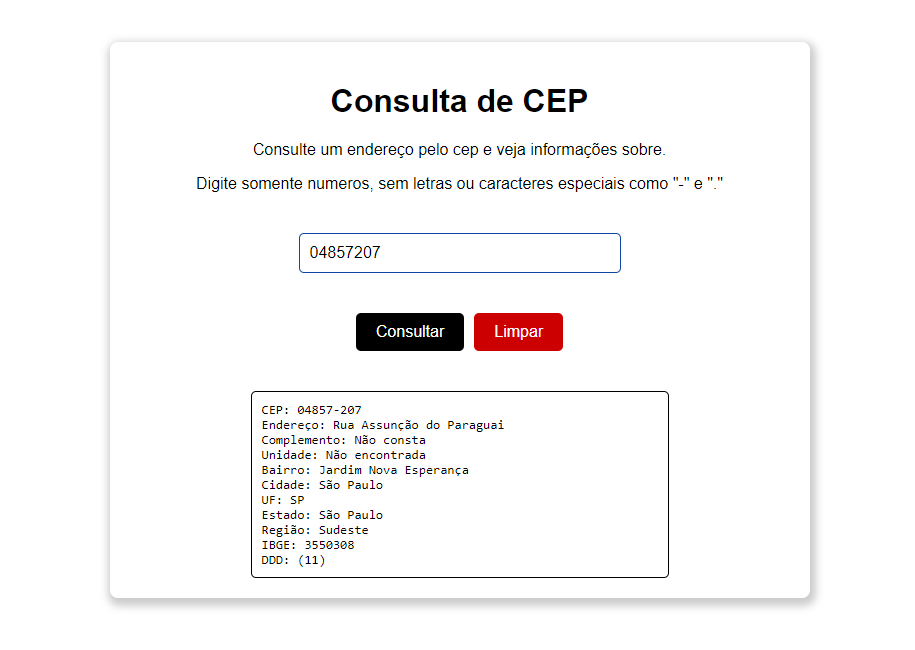 Consulta de CEP
Consulte um endereço pelo cep e veja informações sobre.
Digite somente numeros, sem letras ou caracteres especiais como "-" e "."
04857207
Consultar Limpar
CEP: 04857-207
Endereço: Rua Assunção do Paraguai
Complemento: Não consta
Unidade: Não encontrada
Bairro: Jardim Nova Esperança
Cidade: São Paulo
UF: SP
Estado: São Paulo
Região: Sudeste
IBGE: 3550308
DDD: (11)